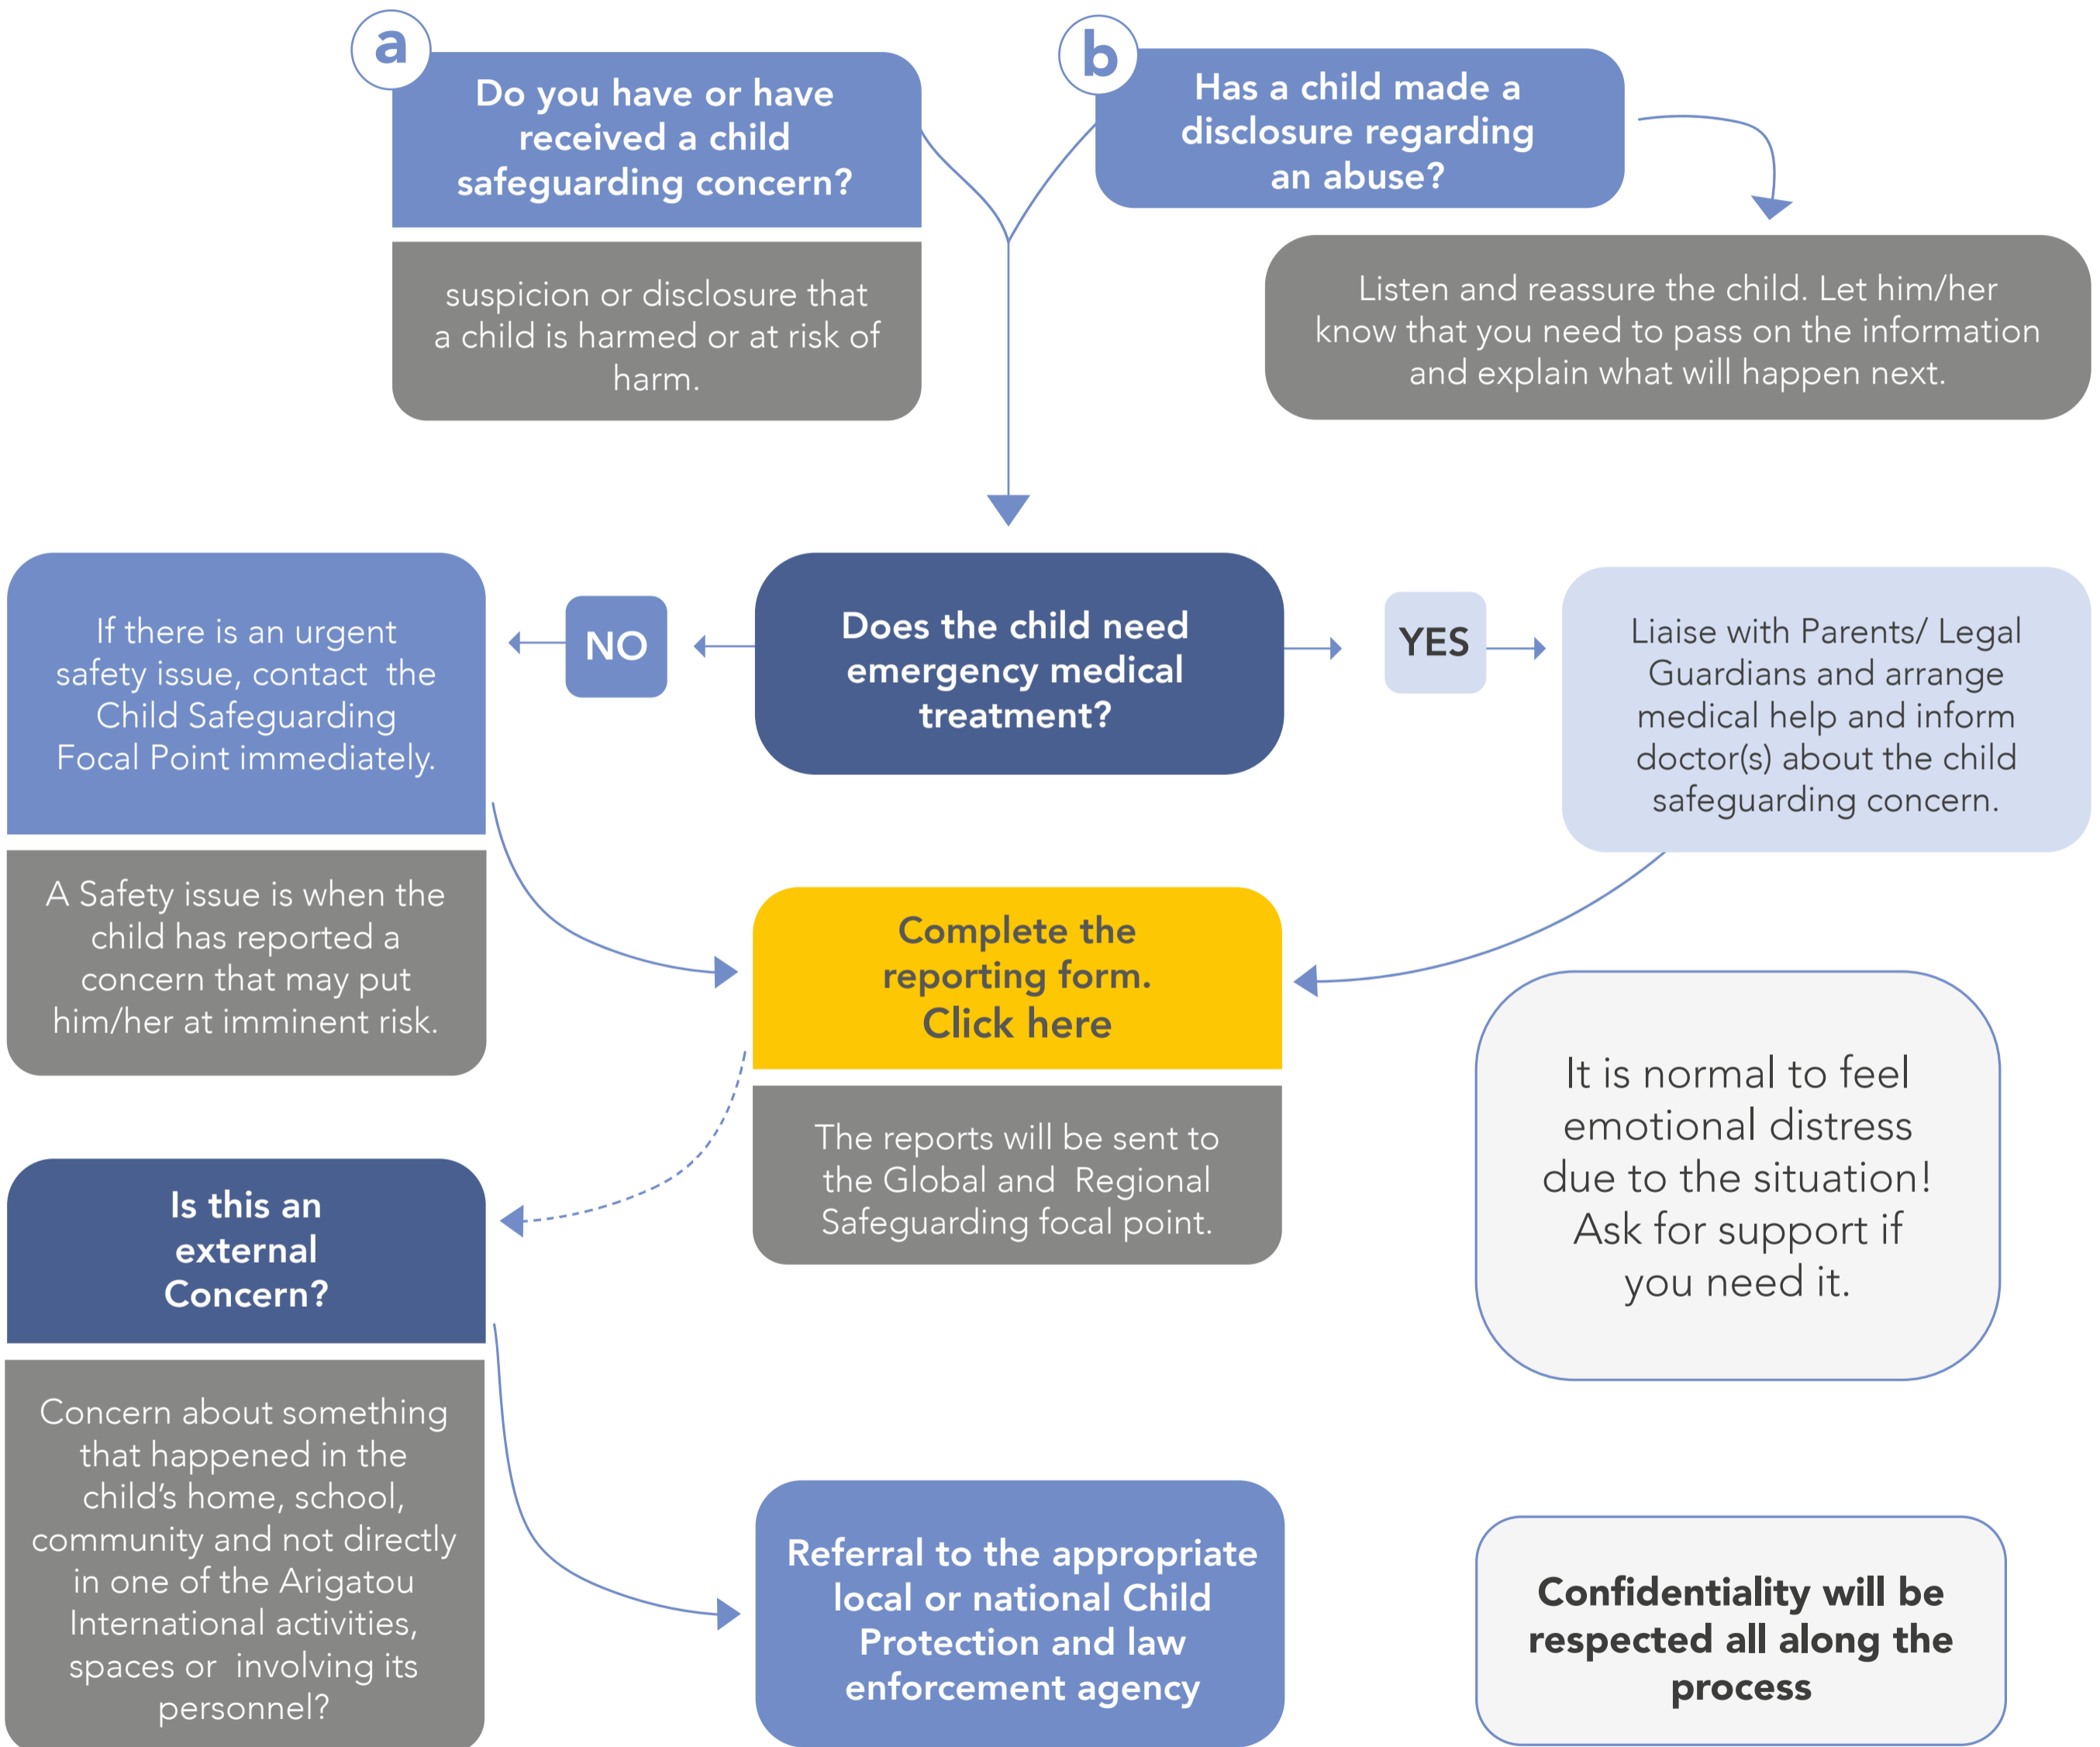 a
Do you have or have
received a child
safeguarding concern?
suspicion or disclosure that
a child is harmed or at risk of
harm.
b
Has a child made a
disclosure regarding
an abuse?
Listen and reassure the child. Let him/her
know that you need to pass on the information
and explain what will happen next.
If there is an urgent
safety issue, contact the
Child Safeguarding
Focal Point immediately.
A Safety issue is when the
child has reported a
concern that may put
him/her at imminent risk.
NO
Does the child need
emergency medical
treatment?
YES
Liaise with Parents/ Legal
Guardians and arrange
medical help and inform
doctor(s) about the child
safeguarding concern.
Complete the
reporting form.
Click here
The reports will be sent to
the Global and Regional
Safeguarding focal point.
It is normal to feel
emotional distress
due to the situation!
Ask for support if
you need it.
Is this an
external
Concern?
Concern about something
that happened in the
child's home, school,
community and not directly
in one of the Arigatou
International activities,
spaces or involving its
personnel?
Referral to the appropriate
local or national Child
Protection and law
enforcement agency
Confidentiality will be
respected all along the
process